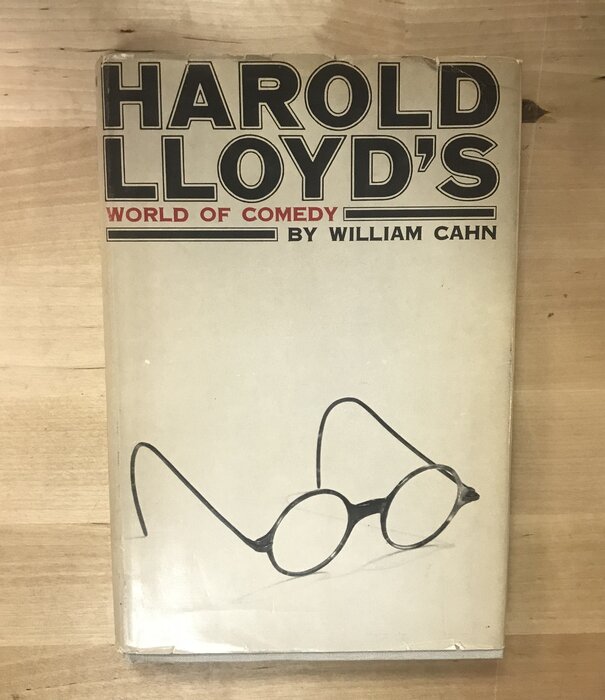 HAROLD
LLOYD'S
WORLD OF COMEDY
BY WILLIAM CAHN